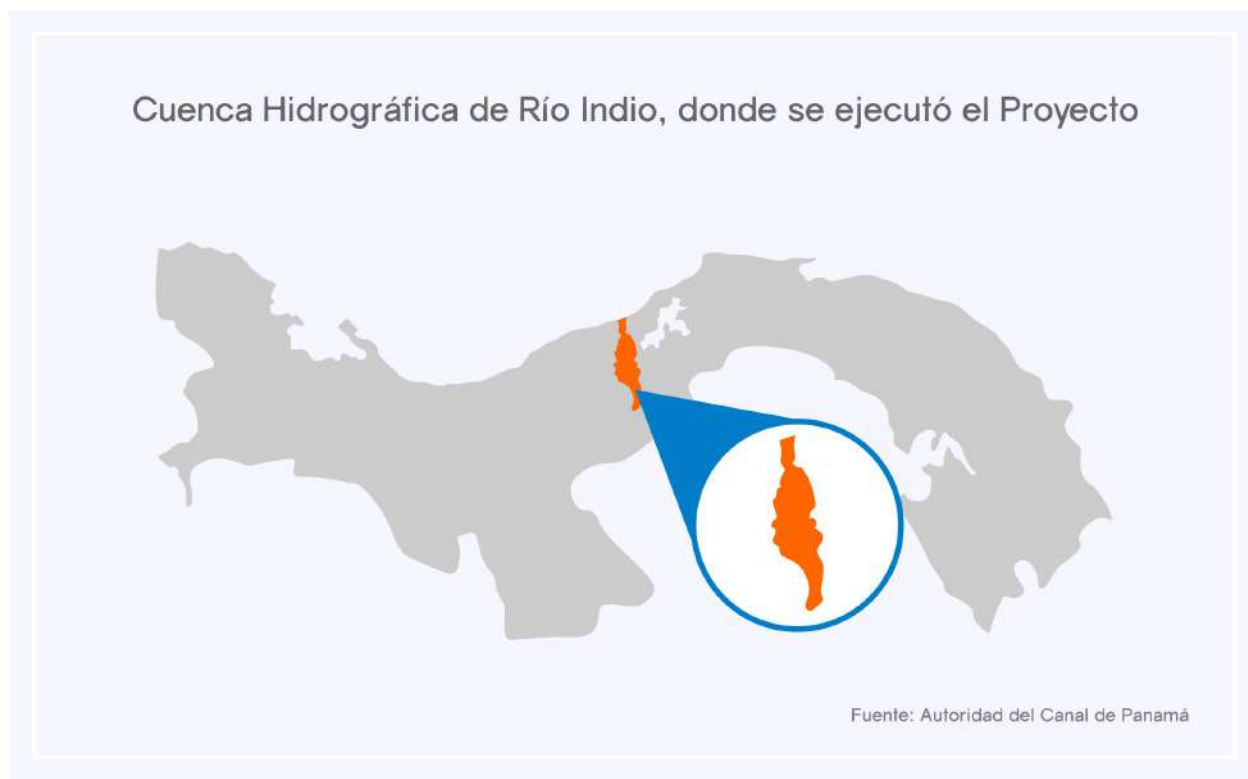 Cuenca Hidrográfica de Río Indio, donde se ejecutó el Proyecto
Fuente: Autoridad del Canal de Panamá